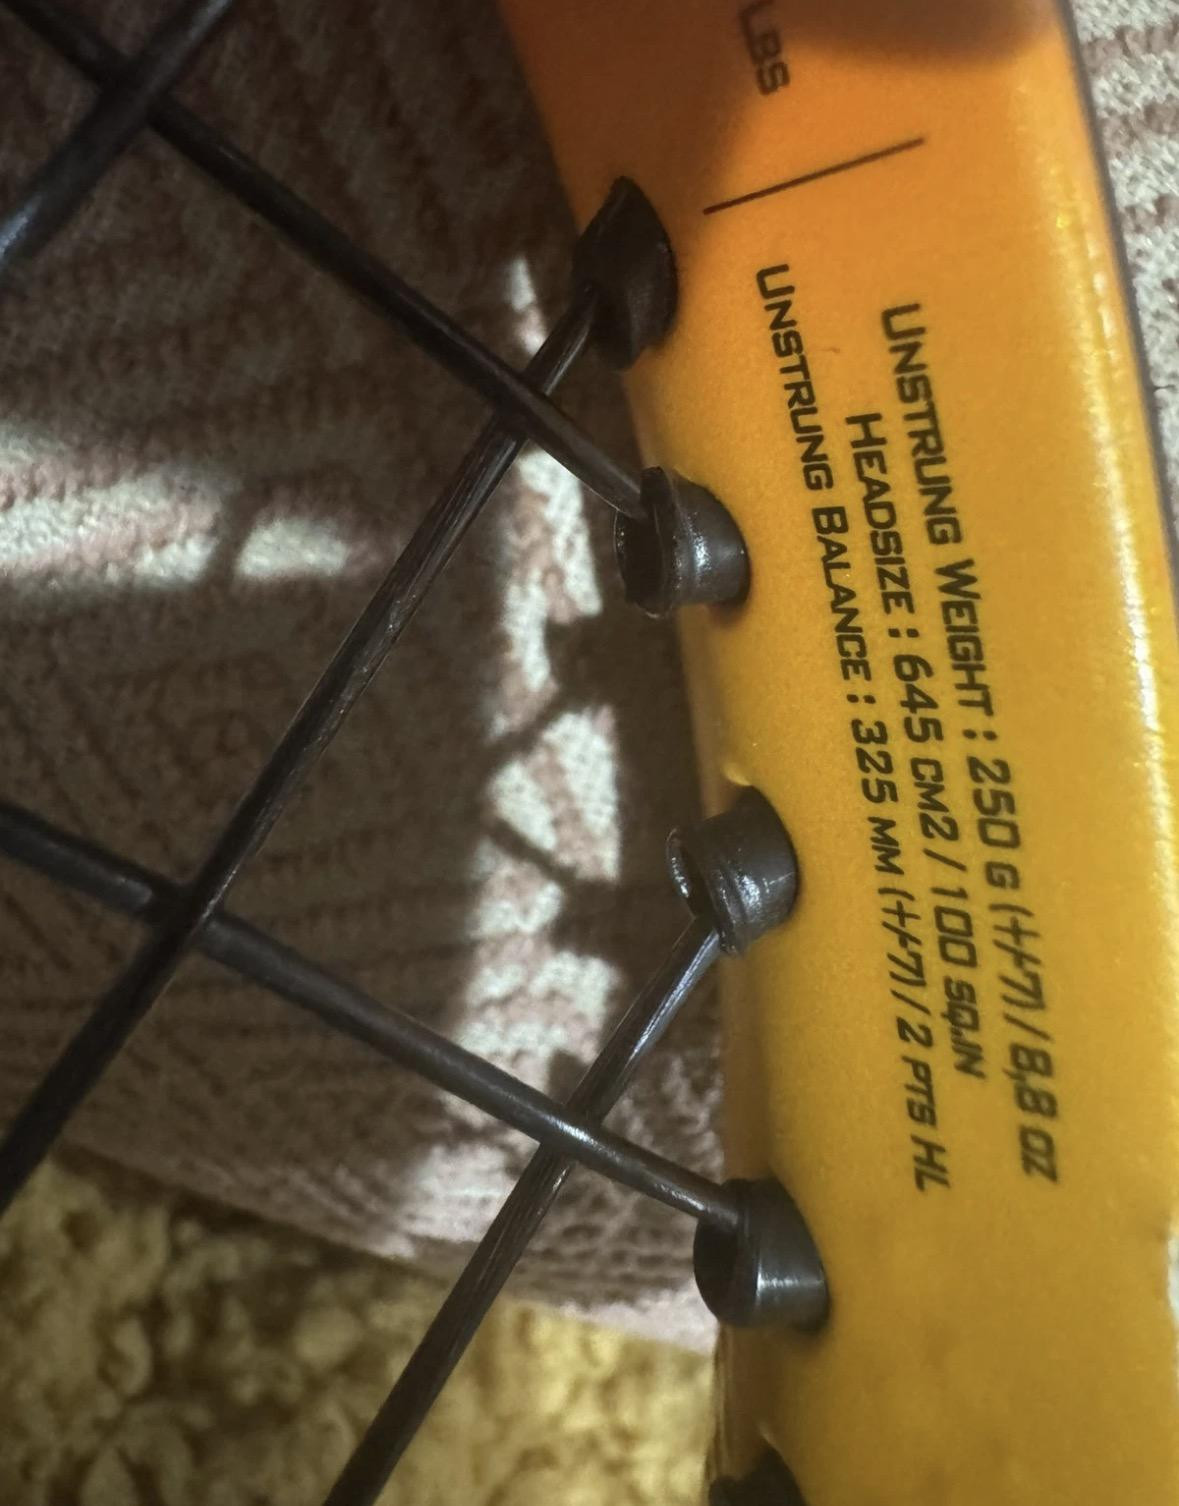 LBS
UNSTRUNG WEIGHT : 250 G (+/-7) / 8,8 OZ
HEADSIZE : 645 CM2 / 100 SQ.IN
UNSTRUNG BALANCE : 325 MM (+/-7) / 2 PTS HL